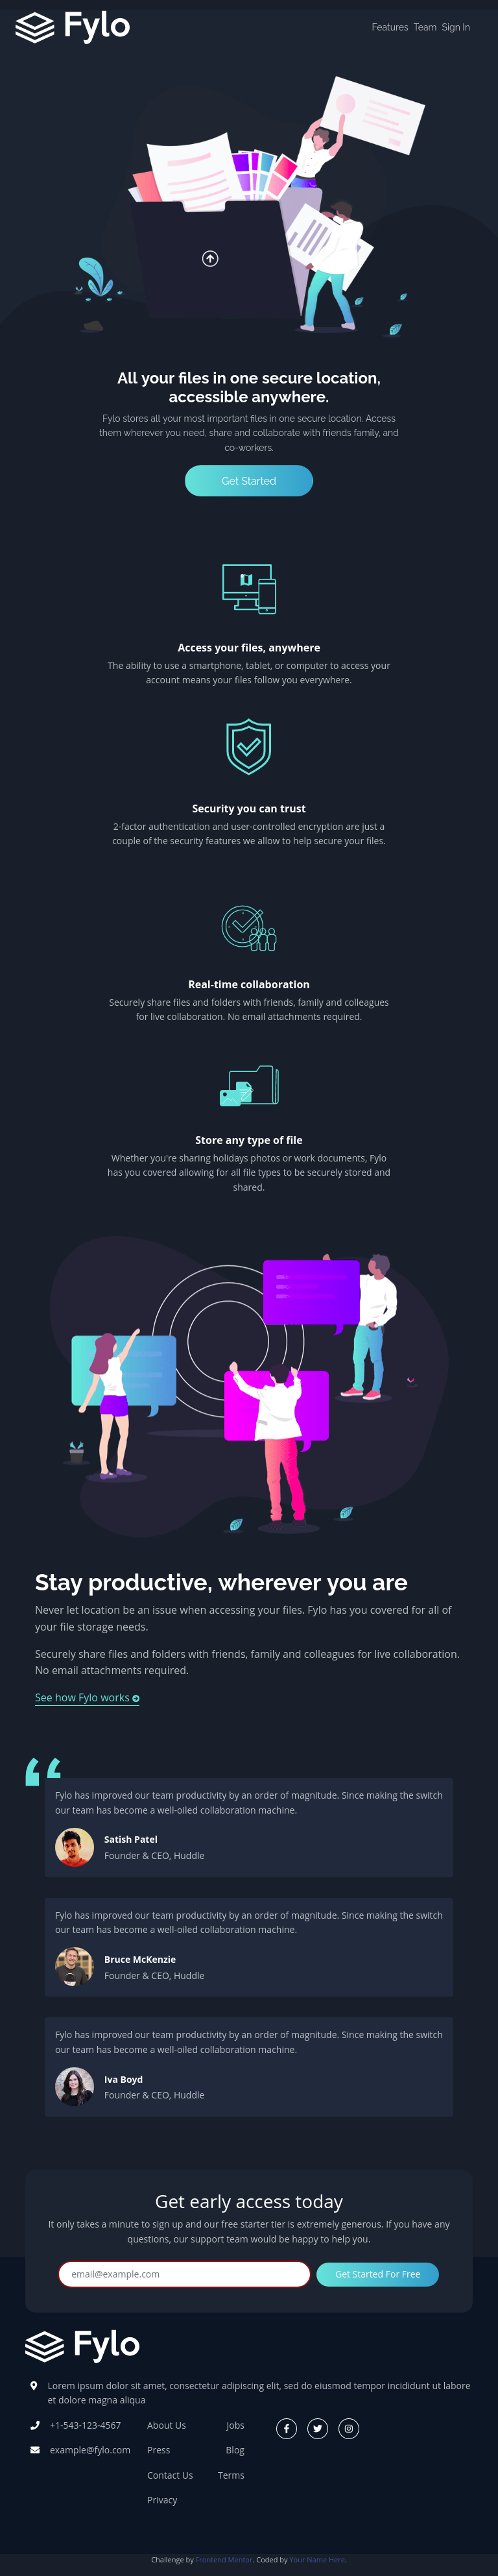 Fylo
Features Team Sign In
All your files in one secure location,
accessible anywhere.
Fylo stores all your most important files in one secure location. Access
them wherever you need, share and collaborate with friends family, and
co-workers.
Get Started
Access your files, anywhere
The ability to use a smartphone, tablet, or computer to access your
account means your files follow you everywhere.
Security you can trust
2-factor authentication and user-controlled encryption are just a
couple of the security features we allow to help secure your files.
Real-time collaboration
Securely share files and folders with friends, family and colleagues
for live collaboration. No email attachments required.
Store any type of file
Whether you're sharing holidays photos or work documents, Fylo
has you covered allowing for all file types to be securely stored and
shared.
Stay productive, wherever you are
Never let location be an issue when accessing your files. Fylo has you covered for all of
your file storage needs.
Securely share files and folders with friends, family and colleagues for live collaboration.
No email attachments required.
See how Fylo works
Fylo has improved our team productivity by an order of magnitude. Since making the switch
our team has become a well-oiled collaboration machine.
Satish Patel
Founder & CEO, Huddle
Fylo has improved our team productivity by an order of magnitude. Since making the switch
our team has become a well-oiled collaboration machine.
Bruce McKenzie
Founder & CEO, Huddle
Fylo has improved our team productivity by an order of magnitude. Since making the switch
our team has become a well-oiled collaboration machine.
Iva Boyd
Founder & CEO, Huddle
Get early access today
It only takes a minute to sign up and our free starter tier is extremely generous. If you have any
questions, our support team would be happy to help you.
email@example.com
Get Started For Free
Fylo
Lorem ipsum dolor sit amet, consectetur adipiscing elit, sed do eiusmod tempor incididunt ut labore
et dolore magna aliqua
+1-543-123-4567
example@fylo.com
About Us
Press
Contact Us
Privacy
Jobs
Blog
Terms
Challenge by Frontend Mentor. Coded by Your Name Here.